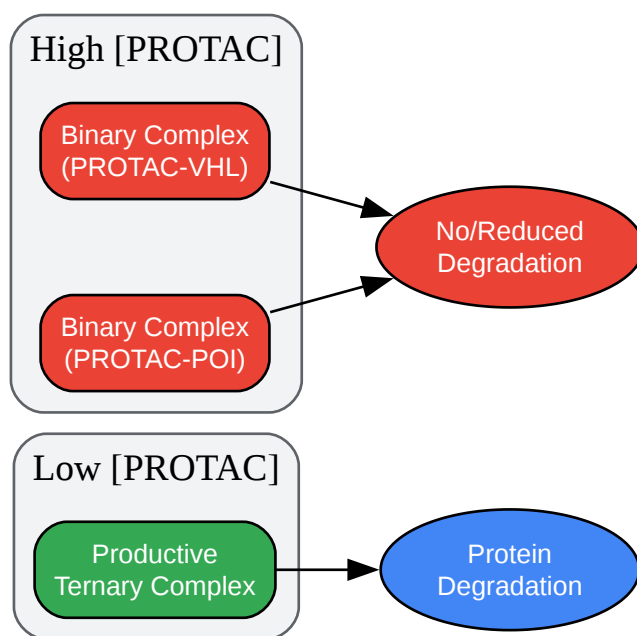 High [PROTAC]
Binary Complex
(PROTAC-VHL)
No/Reduced
Degradation
Binary Complex
(PROTAC-POI)
Low [PROTAC]
Productive
Ternary Complex
Protein
Degradation